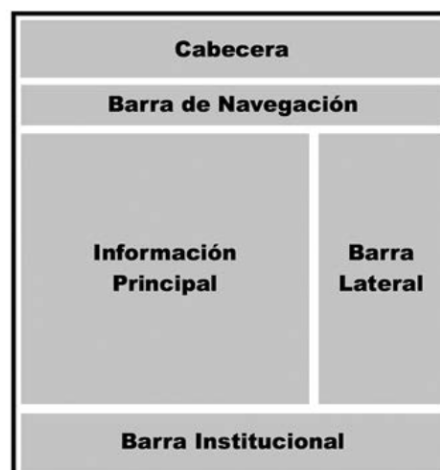 Cabecera
Barra de Navegación
Información
Principal
Barra
Lateral
Barra Institucional